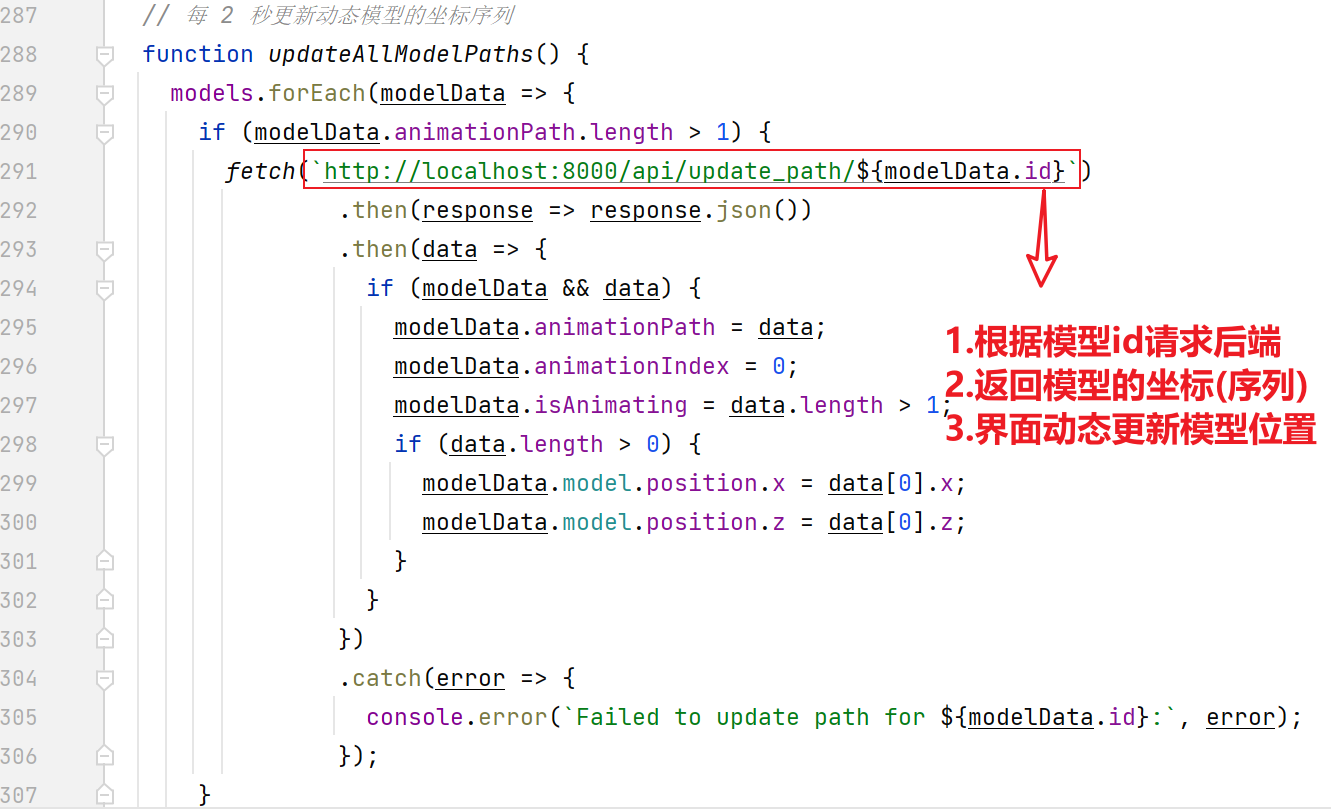 287 // 每 2 秒更新动态模型的坐标序列
288 function updateAllModelPaths() {
289 models.forEach(modelData => {
290 if (modelData.animationPath.length > 1) {
291 fetch(`http://localhost:8000/api/update_path/${modelData.id}`)
292 .then(response => response.json())
293 .then(data => {
294 if (modelData && data) {
295 modelData.animationPath = data;
296 modelData.animationIndex = 0;
297 modelData.isAnimating = data.length > 1;
298 if (data.length > 0) {
299 modelData.model.position.x = data[0].x;
300 modelData.model.position.z = data[0].z;
301 }
302 }
303 })
304 .catch(error => {
305 console.error(`Failed to update path for ${modelData.id}:`, error);
306 });
307 }
1.根据模型id请求后端
2.返回模型的坐标(序列)
3.界面动态更新模型位置